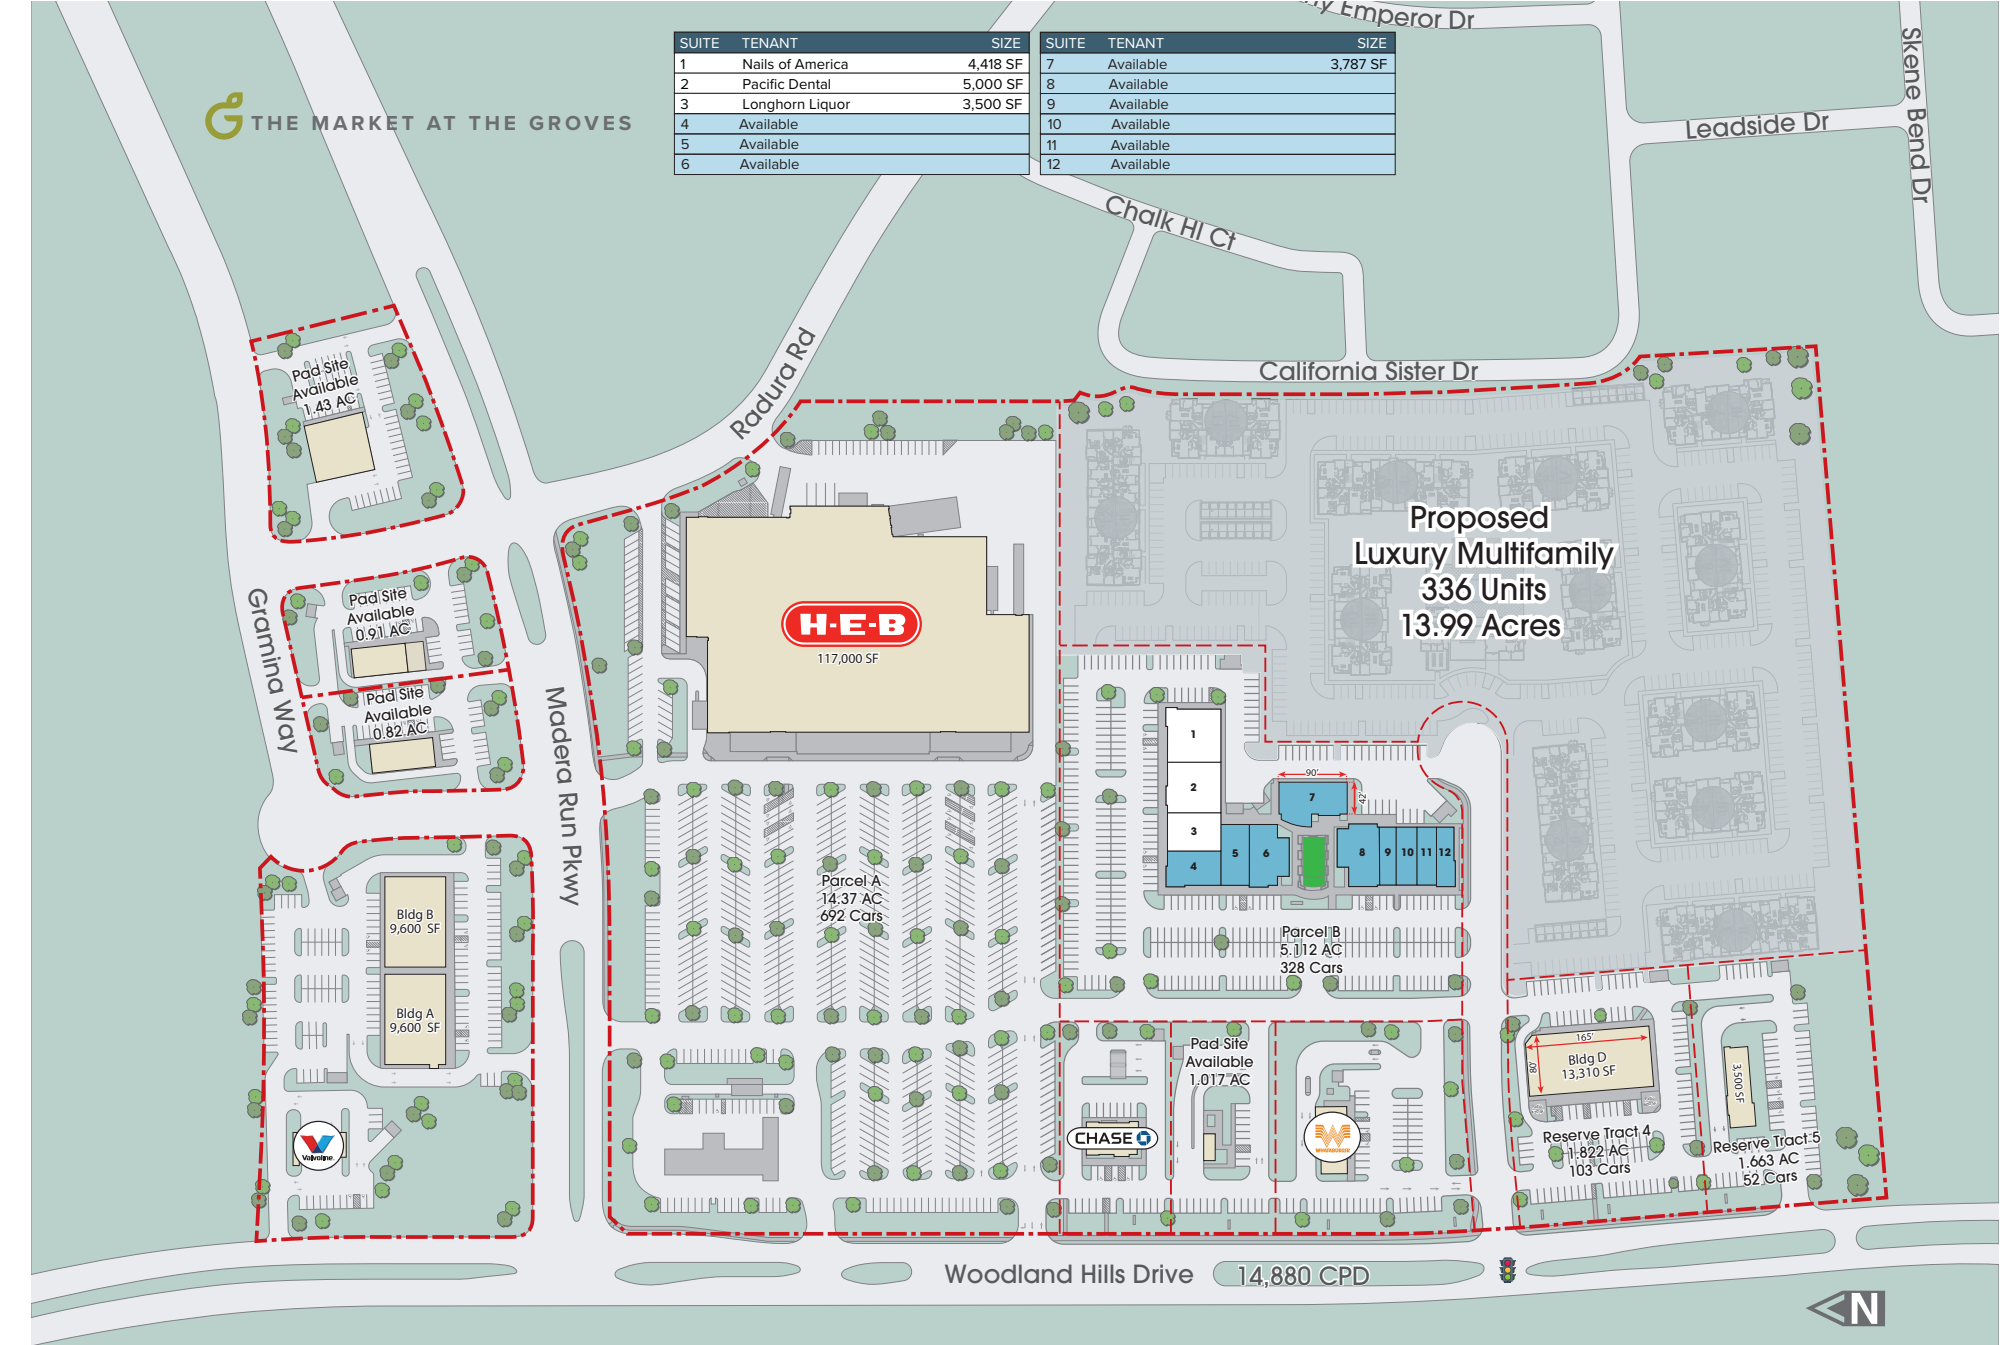 ny Emperor Dr
Skene Bend Dr
Leadside Dr
THE MARKET AT THE GROVES
SUITE TENANT SIZE
1 Nails of America 4,418 SF
2 Pacific Dental 5,000 SF
3 Longhorn Liquor 3,500 SF
4 Available
5 Available
6 Available
SUITE TENANT SIZE
7 Available 3,787 SF
8 Available
9 Available
10 Available
11 Available
12 Available
Chalk Hl Ct
California Sister Dr
Radura Rd
Pad Site
Available
1.43 AC
Proposed
Luxury Multifamily
336 Units
13.99 Acres
Gramina Way
Pad Site
Available
0.91 AC
Pad Site
Available
0.82 AC
Madera Run Pkwy
H-E-B
117,000 SF
1
2
3
4
5
6
7
8
9
10
11
12
90'
42'
Parcel A
14.37 AC
692 Cars
Parcel B
5.112 AC
328 Cars
Bldg B
9,600 SF
Bldg A
9,600 SF
Valvoline
CHASE
Pad Site
Available
1.017 AC
WHATABURGER
165'
80'
Bldg D
13,310 SF
3,500 SF
Reserve Tract 4
1.822 AC
103 Cars
Reserve Tract 5
1.663 AC
52 Cars
Woodland Hills Drive
14,880 CPD
N